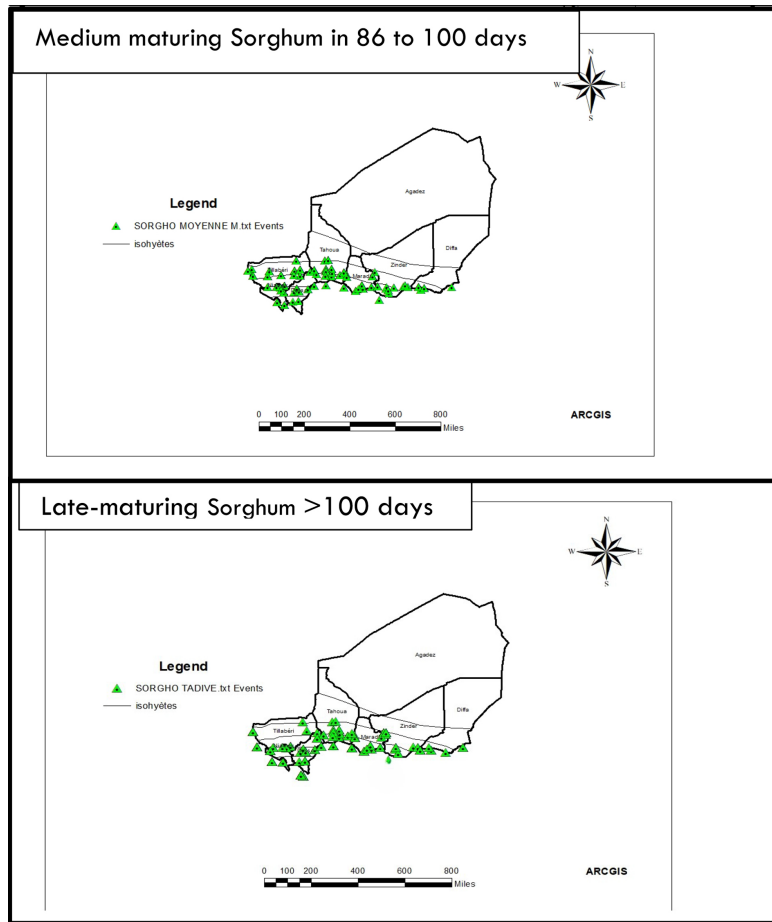 Medium maturing Sorghum in 86 to 100 days
N
W E
S
Agadez
Legend
SORGHO MOYENNE M.txt Events
isohyètes
Tahoua
Diffa
Zinder
Tillabéri
Maradi
0 100 200 400 600 800
Miles
ARCGIS
Late-maturing Sorghum >100 days
N
W E
S
Agadez
Legend
SORGHO TADIVE.txt Events
isohyètes
Tahoua
Diffa
Zinder
Tillabéri
Maradi
0 100 200 400 600 800
Miles
ARCGIS